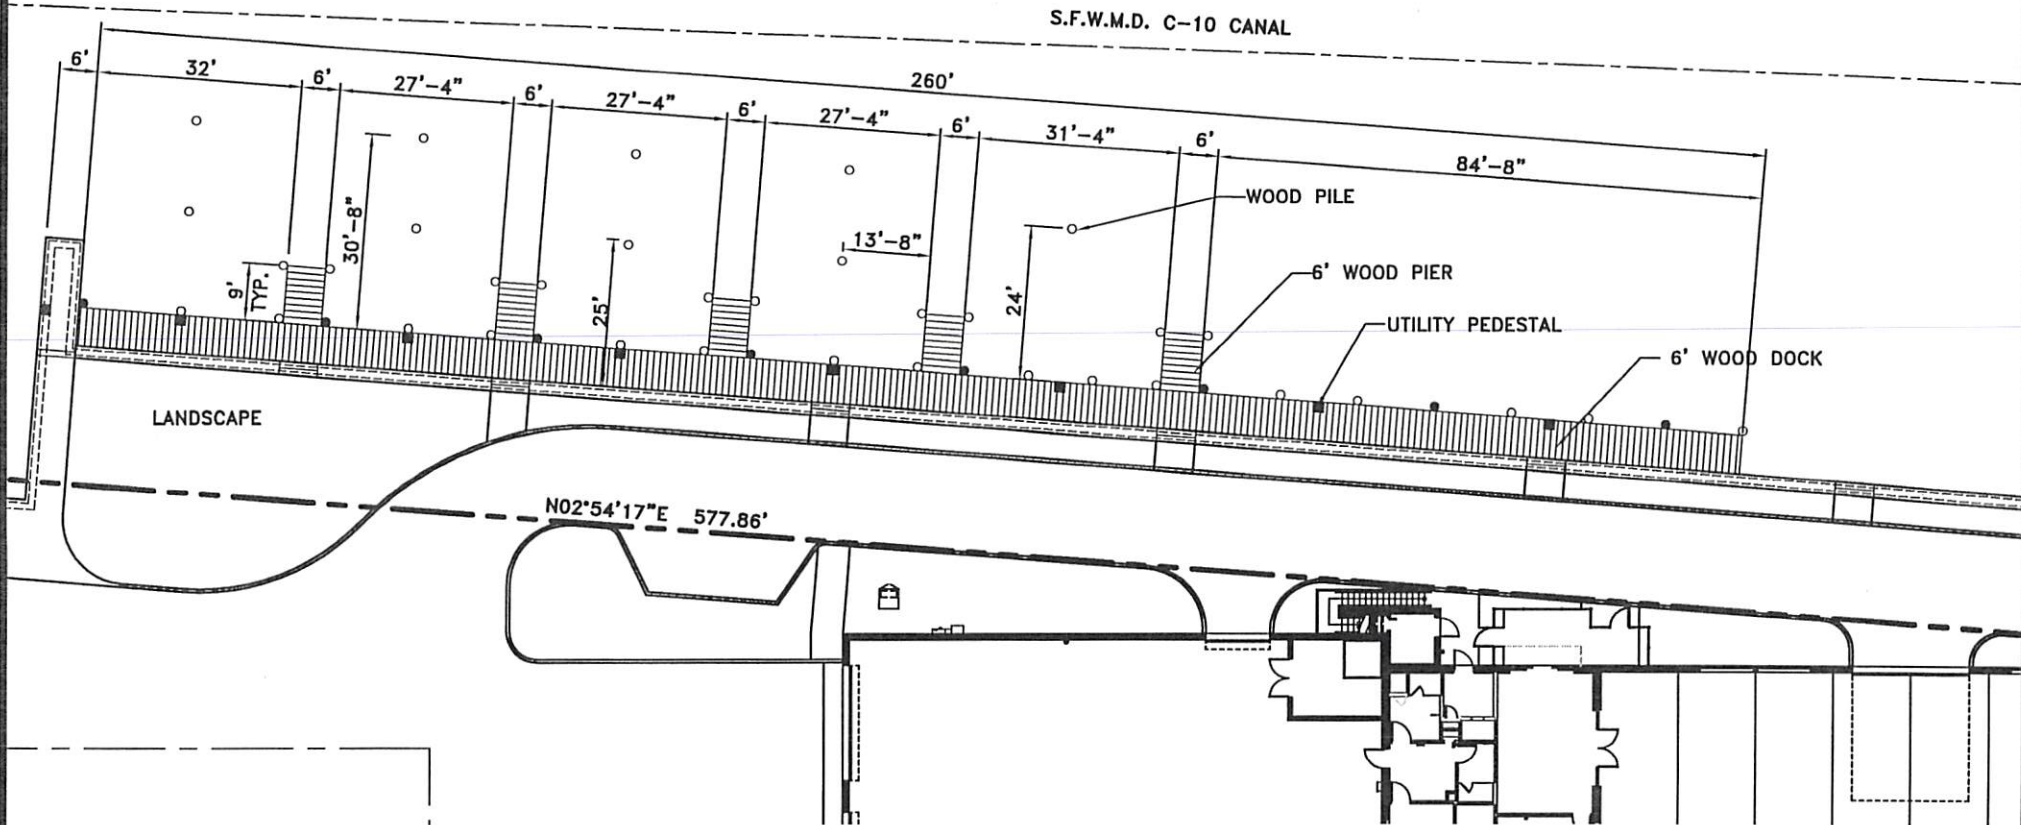 S.F.W.M.D. C-10 CANAL
260'
6'
32'
6'
27'-4"
6'
27'-4"
6'
27'-4"
6'
31'-4"
6'
84'-8"
WOOD PILE
30'-8"
13'-8"
9'
TYP.
25'
24'
6' WOOD PIER
UTILITY PEDESTAL
6' WOOD DOCK
LANDSCAPE
N02°54'17"E 577.86'